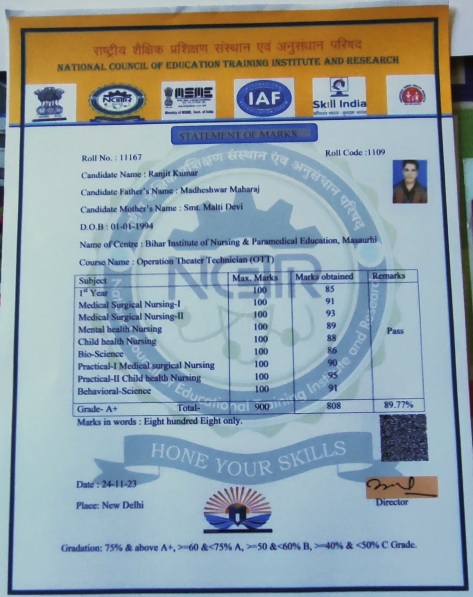 राष्ट्रीय शैक्षिक प्रशिक्षण संस्थान एवं अनुसंधान परिषद
NATIONAL COUNCIL OF EDUCATION TRAINING INSTITUTE AND RESEARCH
NCTIR MSME IAF Skill India
STATEMENT OF MARKS
Roll No. : 11167 Roll Code :1109
Candidate Name : Ranjit Kumar
Candidate Father's Name : Madheshwar Maharaj
Candidate Mother's Name : Smt. Malti Devi
D.O.B : 01-01-1994
Name of Centre : Bihar Institute of Nursing & Paramedical Education, Masaurhi
Course Name : Operation Theater Technician (OTT)
Subject Max. Marks Marks obtained Remarks
1st Year 100 85
Medical Surgical Nursing-I 100 91
Medical Surgical Nursing-II 100 93
Mental health Nursing 100 89 Pass
Child health Nursing 100 88
Bio-Science 100 86
Practical-I Medical surgical Nursing 100 90
Practical-II Child health Nursing 100 95
Behavioral-Science 100 91
Grade- A+ Total- 900 808 89.77%
Marks in words : Eight hundred Eight only.
HONE YOUR SKILLS
Date : 24-11-23
Place: New Delhi Director
Gradation: 75% & above A+, >=60 &<75% A, >=50 &<60% B, >=40% & <50% C Grade.